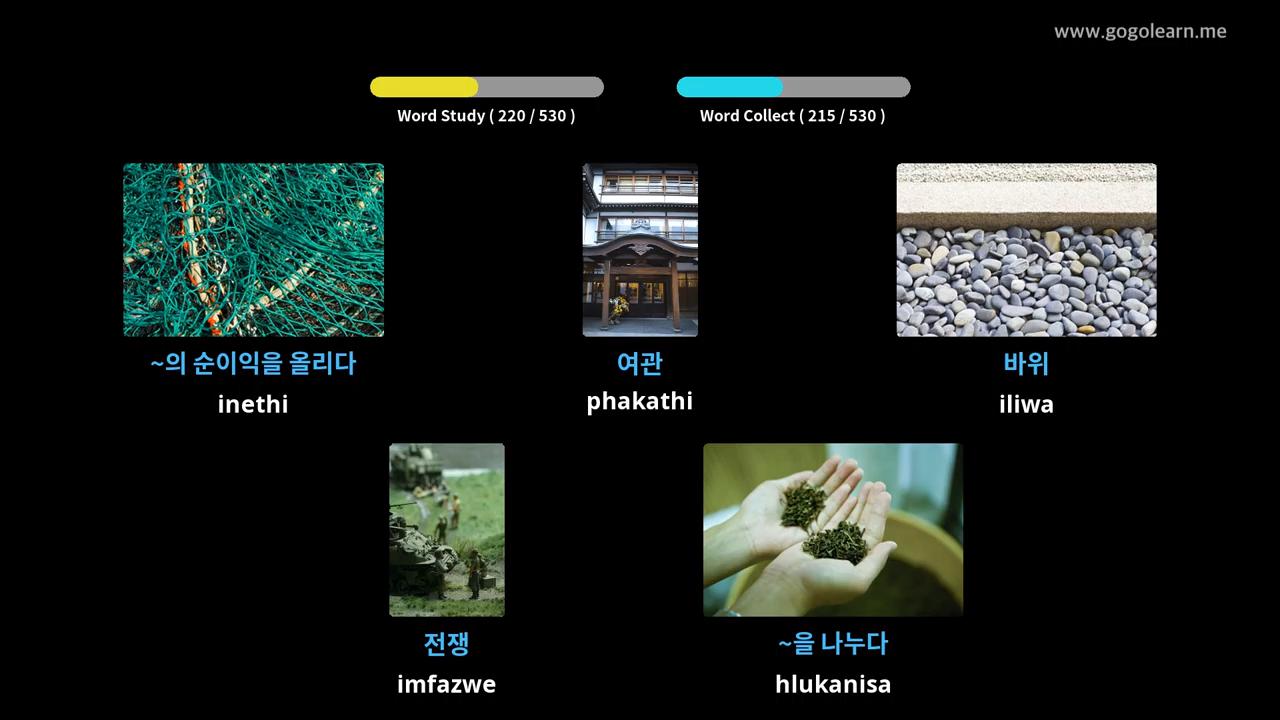 www.gogolearn.me
Word Study ( 220 / 530 )
Word Collect ( 215 / 530 )
~의 순이익을 올리다
inethi
여관
phakathi
바위
iliwa
전쟁
imfazwe
~을 나누다
hlukanisa